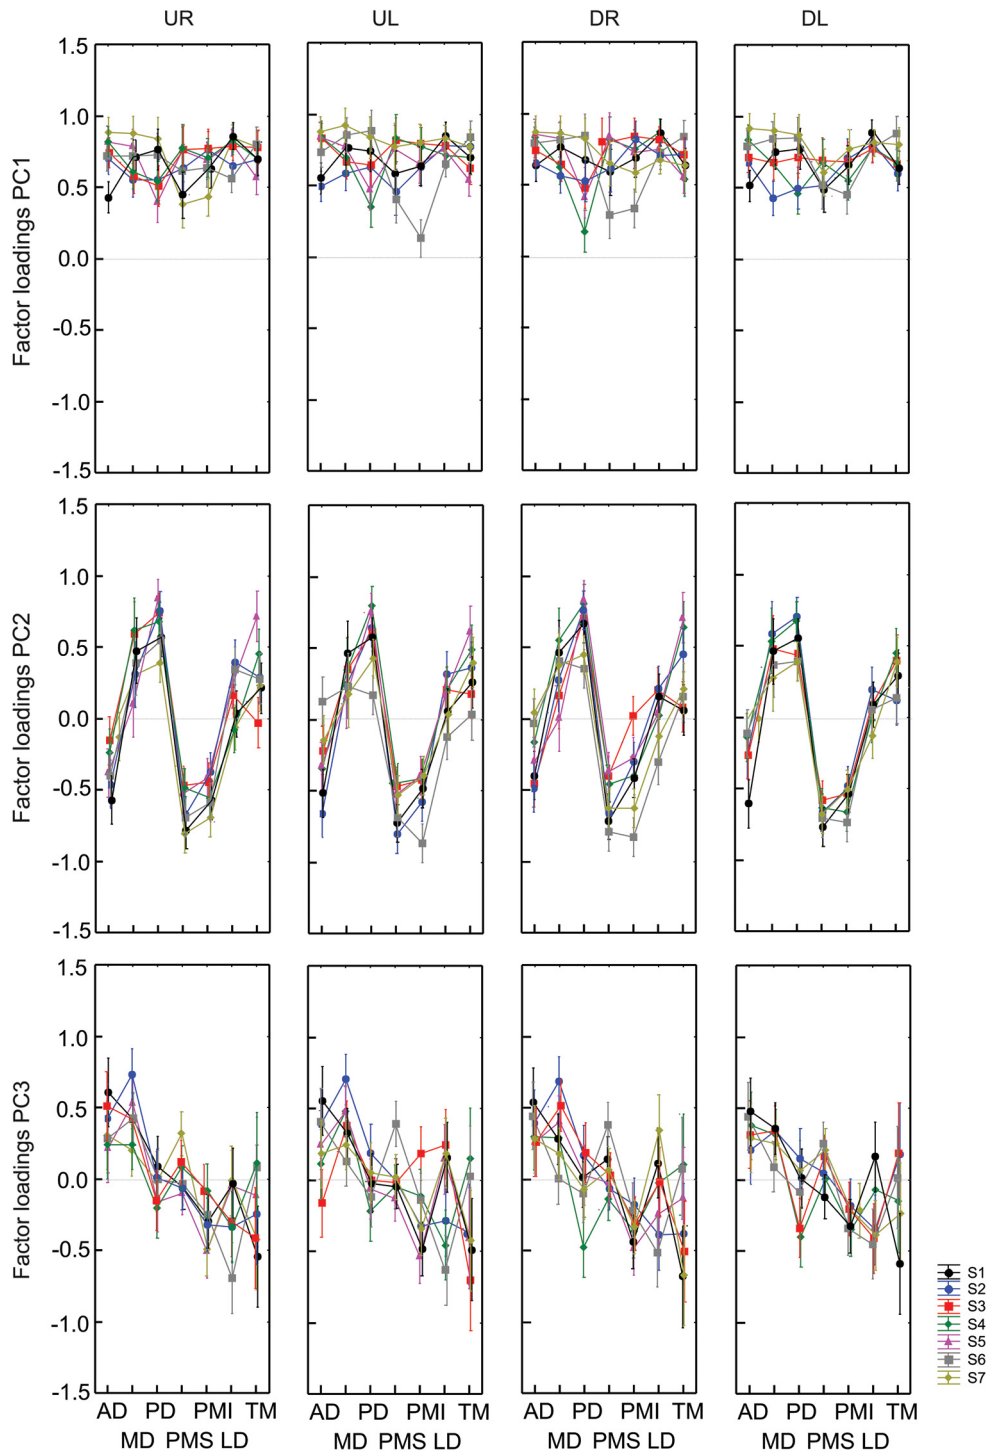 UR UL DR DL
Factor loadings PC1
1.5
1.0
0.5
0.0
-0.5
-1.0
-1.5
Factor loadings PC2
1.5
1.0
0.5
0.0
-0.5
-1.0
-1.5
Factor loadings PC3
1.5
1.0
0.5
0.0
-0.5
-1.0
-1.5
S1
S2
S3
S4
S5
S6
S7
AD PD PMI TM AD PD PMI TM AD PD PMI TM AD PD PMI TM
MD PMS LD MD PMS LD MD PMS LD MD PMS LD